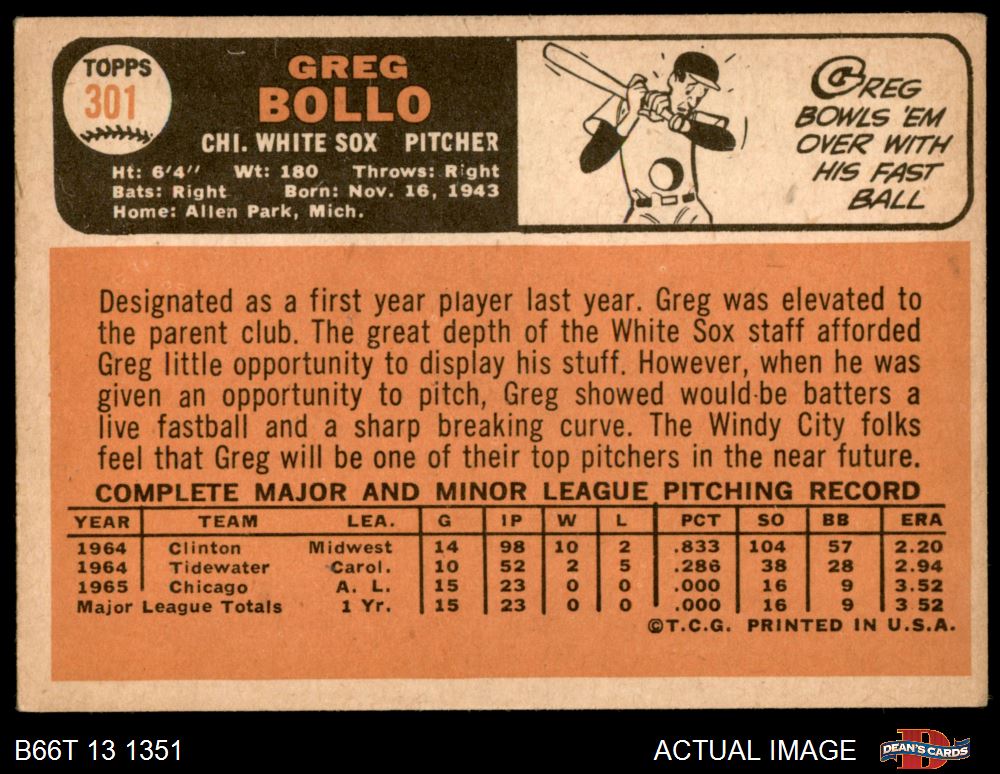 TOPPS
301
GREG
BOLLO
CHI. WHITE SOX PITCHER
Ht: 6'4" Wt: 180 Throws: Right
Bats: Right Born: Nov. 16, 1943
Home: Allen Park, Mich.
GREG
BOWLS 'EM
OVER WITH
HIS FAST
BALL
Designated as a first year player last year. Greg was elevated to
the parent club. The great depth of the White Sox staff afforded
Greg little opportunity to display his stuff. However, when he was
given an opportunity to pitch, Greg showed would-be batters a
live fastball and a sharp breaking curve. The Windy City folks
feel that Greg will be one of their top pitchers in the near future.
COMPLETE MAJOR AND MINOR LEAGUE PITCHING RECORD
YEAR TEAM LEA. G IP W L PCT SO BB ERA
1964 Clinton Midwest 14 98 10 2 .833 104 57 2.20
1964 Tidewater Carol. 10 52 2 5 .286 38 28 2.94
1965 Chicago A. L. 15 23 0 0 .000 16 9 3.52
Major League Totals 1 Yr. 15 23 0 0 .000 16 9 3.52
©T.C.G. PRINTED IN U.S.A.
B66T 13 1351
ACTUAL IMAGE
DEAN'S CARDS